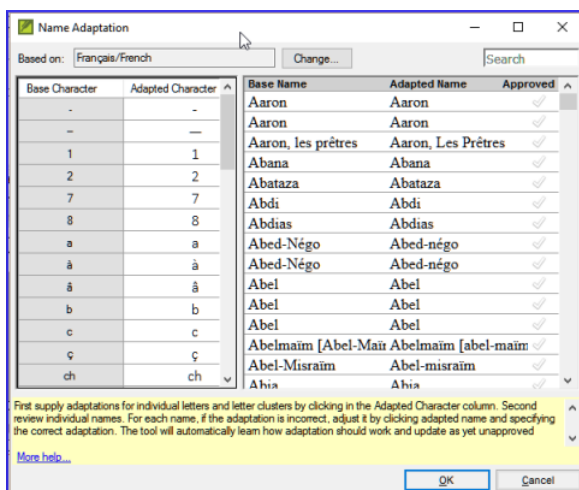 Name Adaptation
Based on: Français/French Change... Search
Base Character Adapted Character
- -
– —
1 1
2 2
7 7
8 8
a a
à à
â â
b b
c c
ç ç
ch ch
Base Name Adapted Name Approved
Aaron Aaron
Aaron Aaron
Aaron, les prêtres Aaron, Les Prêtres
Abana Abana
Abataza Abataza
Abdi Abdi
Abdias Abdias
Abed-Négo Abed-négo
Abed-Négo Abed-négo
Abel Abel
Abel Abel
Abel Abel
Abelmaïm [Abel-Maïm Abelmaïm [abel-maïm
Abel-Misraïm Abel-misraïm
Abia Abia
First supply adaptations for individual letters and letter clusters by clicking in the Adapted Character column. Second
review individual names. For each name, if the adaptation is incorrect, adjust it by clicking adapted name and specifying
the correct adaptation. The tool will automatically learn how adaptation should work and update as yet unapproved
More help...
OK Cancel